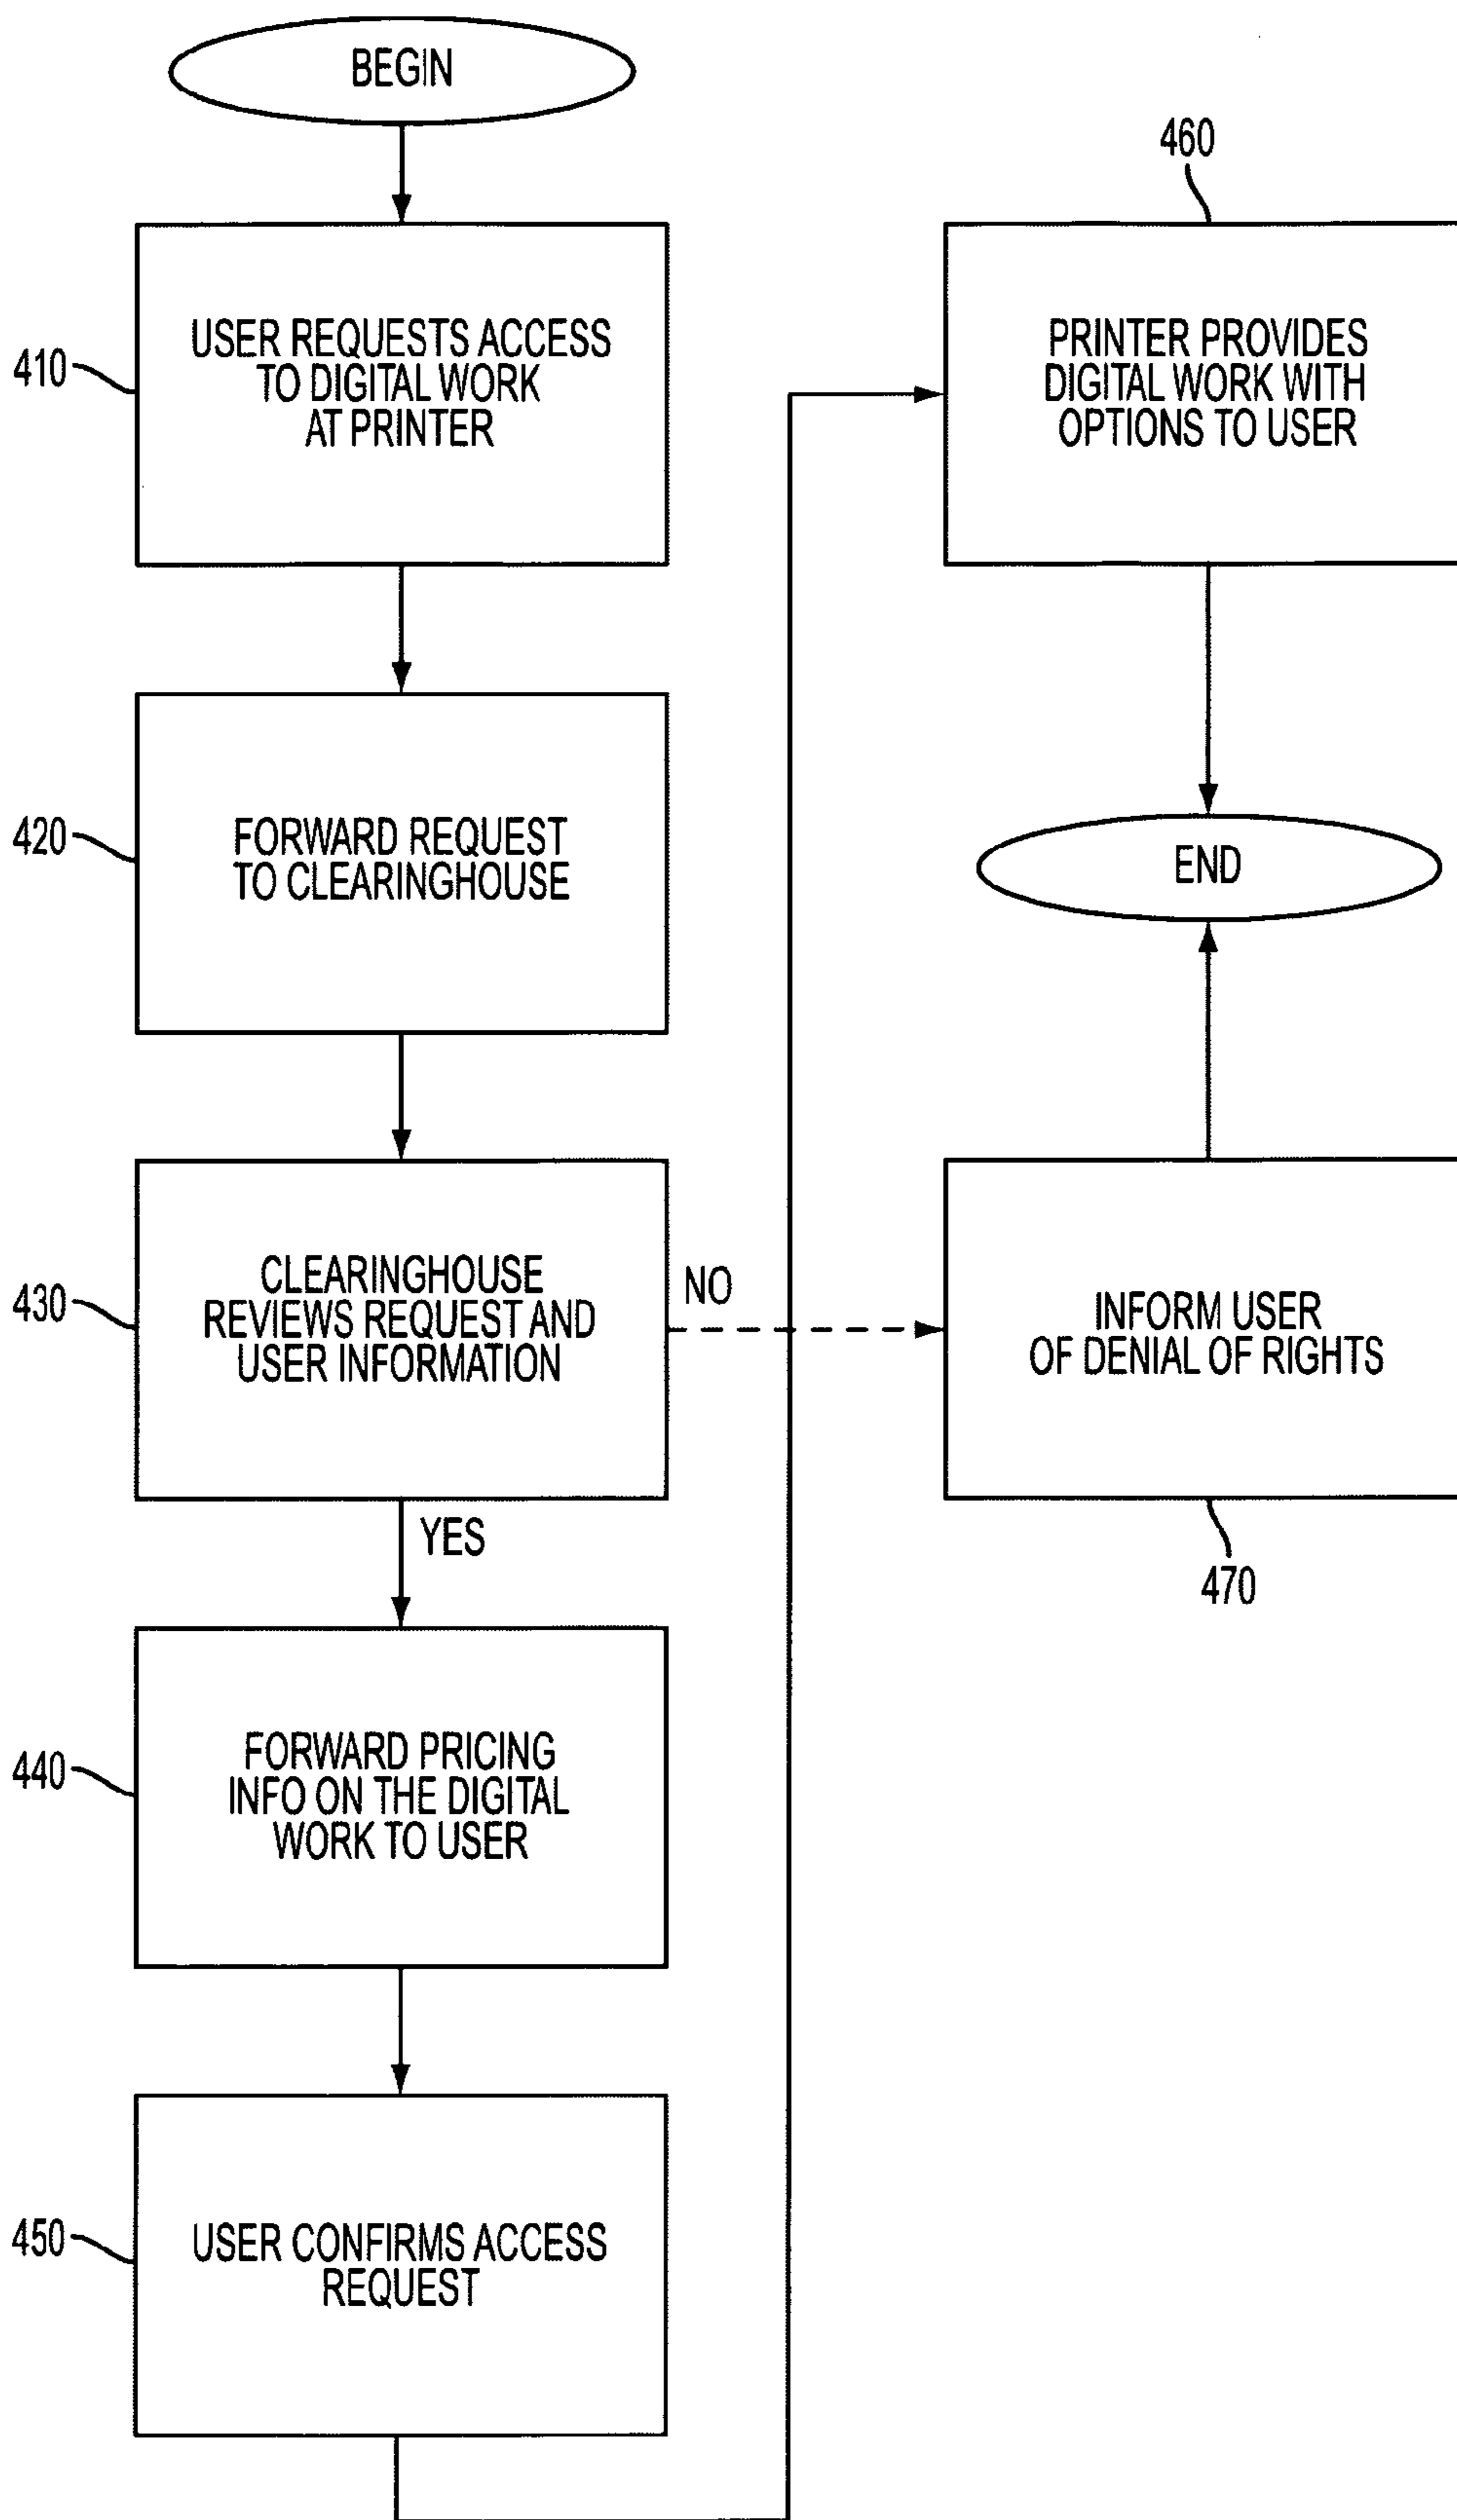 BEGIN
410
USER REQUESTS ACCESS
TO DIGITAL WORK
AT PRINTER
420
FORWARD REQUEST
TO CLEARINGHOUSE
430
CLEARINGHOUSE
REVIEWS REQUEST AND
USER INFORMATION
NO
YES
440
FORWARD PRICING
INFO ON THE DIGITAL
WORK TO USER
450
USER CONFIRMS ACCESS
REQUEST
460
PRINTER PROVIDES
DIGITAL WORK WITH
OPTIONS TO USER
END
INFORM USER
OF DENIAL OF RIGHTS
470